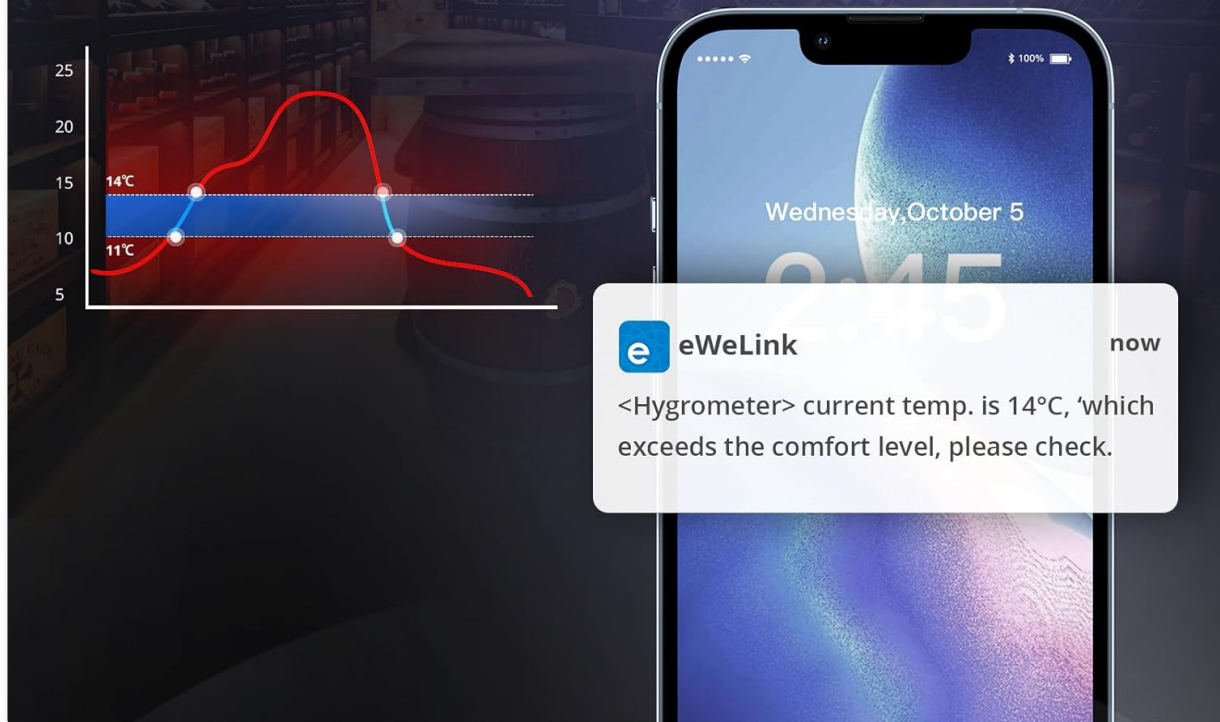 25
20
15
10
5
14℃
11℃
100%
Wednesday,October 5
2:45
e eWeLink
now
<Hygrometer> current temp. is 14°C, ‘which
exceeds the comfort level, please check.